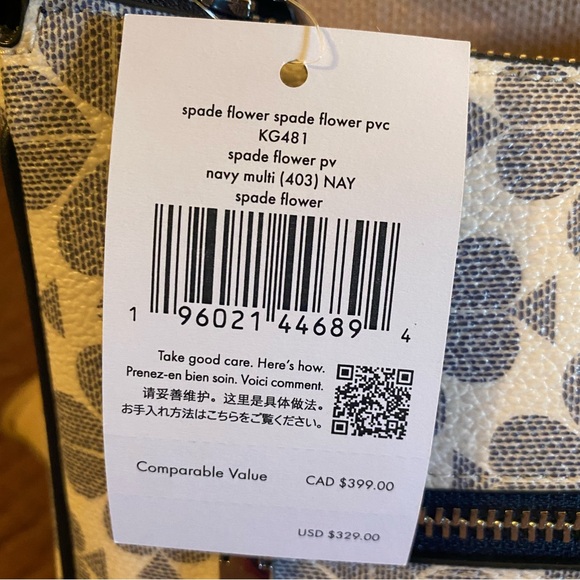 spade flower spade flower pvc
KG481
spade flower pv
navy multi (403) NAY
spade flower
1 96021 44689 4
Take good care. Here's how.
Prenez-en bien soin. Voici comment.
请妥善维护。这里是具体做法。
お手入れ方法はこちらをご覧ください。
Comparable Value CAD $399.00
USD $329.00